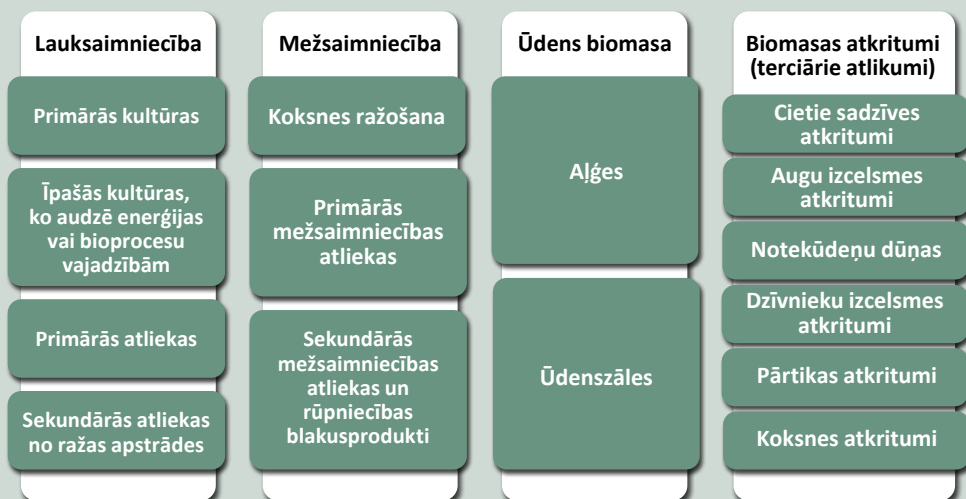 Lauksaimniecība
Primārās kultūras
Īpašās kultūras,
ko audzē enerģijas
vai bioprocesu
vajadzībām
Primārās atliekas
Sekundārās atliekas
no ražas apstrādes
Mežsaimniecība
Koksnes ražošana
Primārās
mežsaimniecības
atliekas
Sekundārās
mežsaimniecības
atliekas un
rūpniecības
blakusprodukti
Ūdens biomasa
Aļģes
Ūdenszāles
Biomasas atkritumi
(terciārie atlikumi)
Cietie sadzīves
atkritumi
Augu izcelsmes
atkritumi
Notekūdeņu dūņas
Dzīvnieku izcelsmes
atkritumi
Pārtikas atkritumi
Koksnes atkritumi